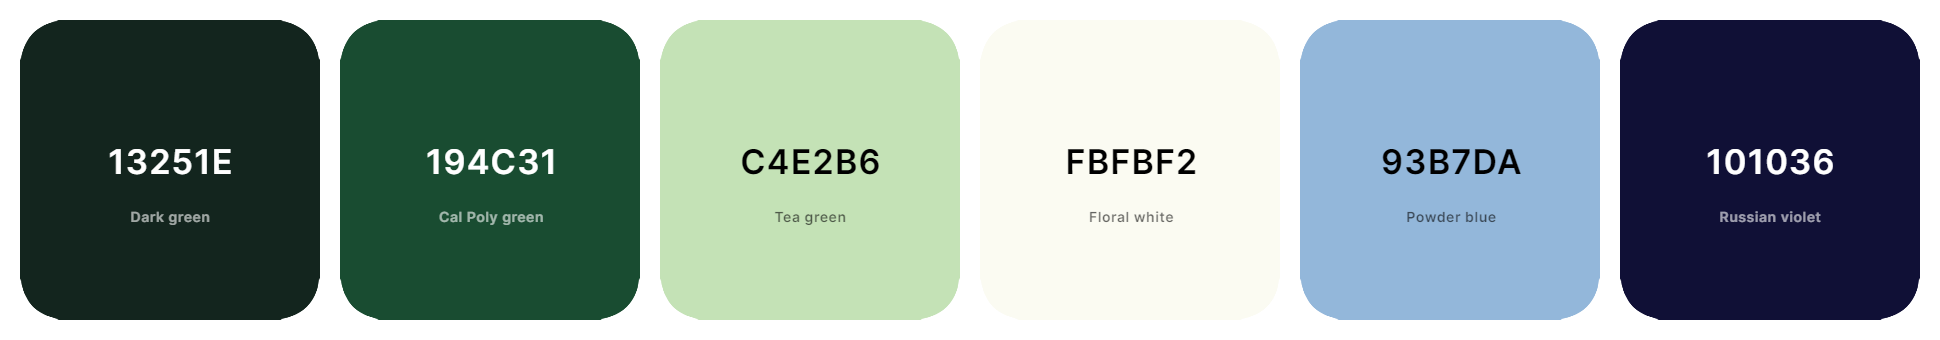 13251E
Dark green
194C31
Cal Poly green
C4E2B6
Tea green
FBFBF2
Floral white
93B7DA
Powder blue
101036
Russian violet